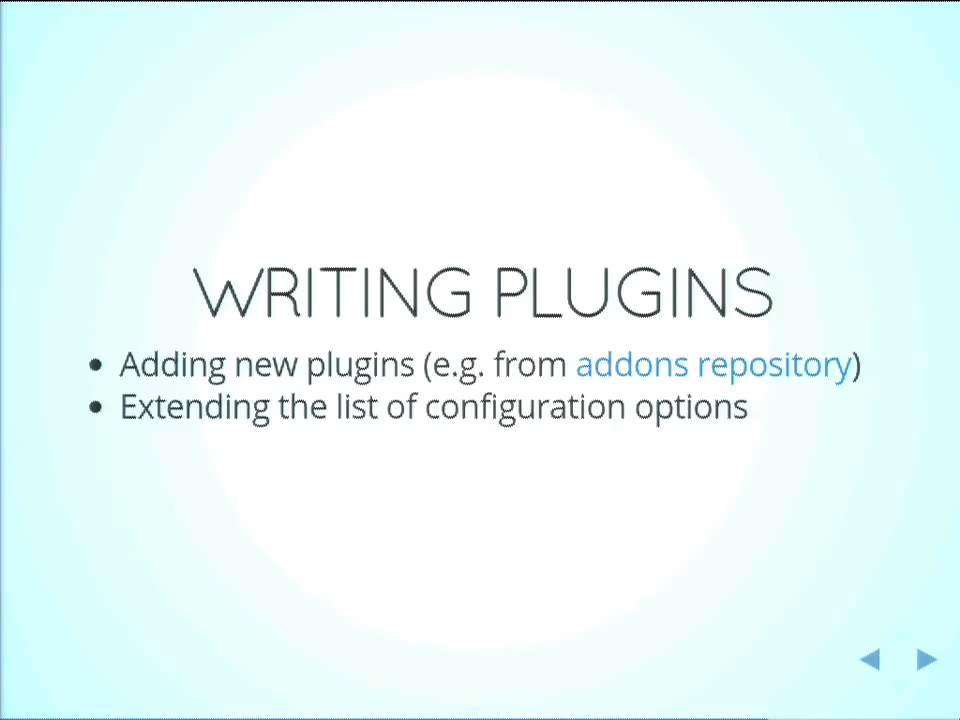 WRITING PLUGINS
• Adding new plugins (e.g. from addons repository)
• Extending the list of configuration options